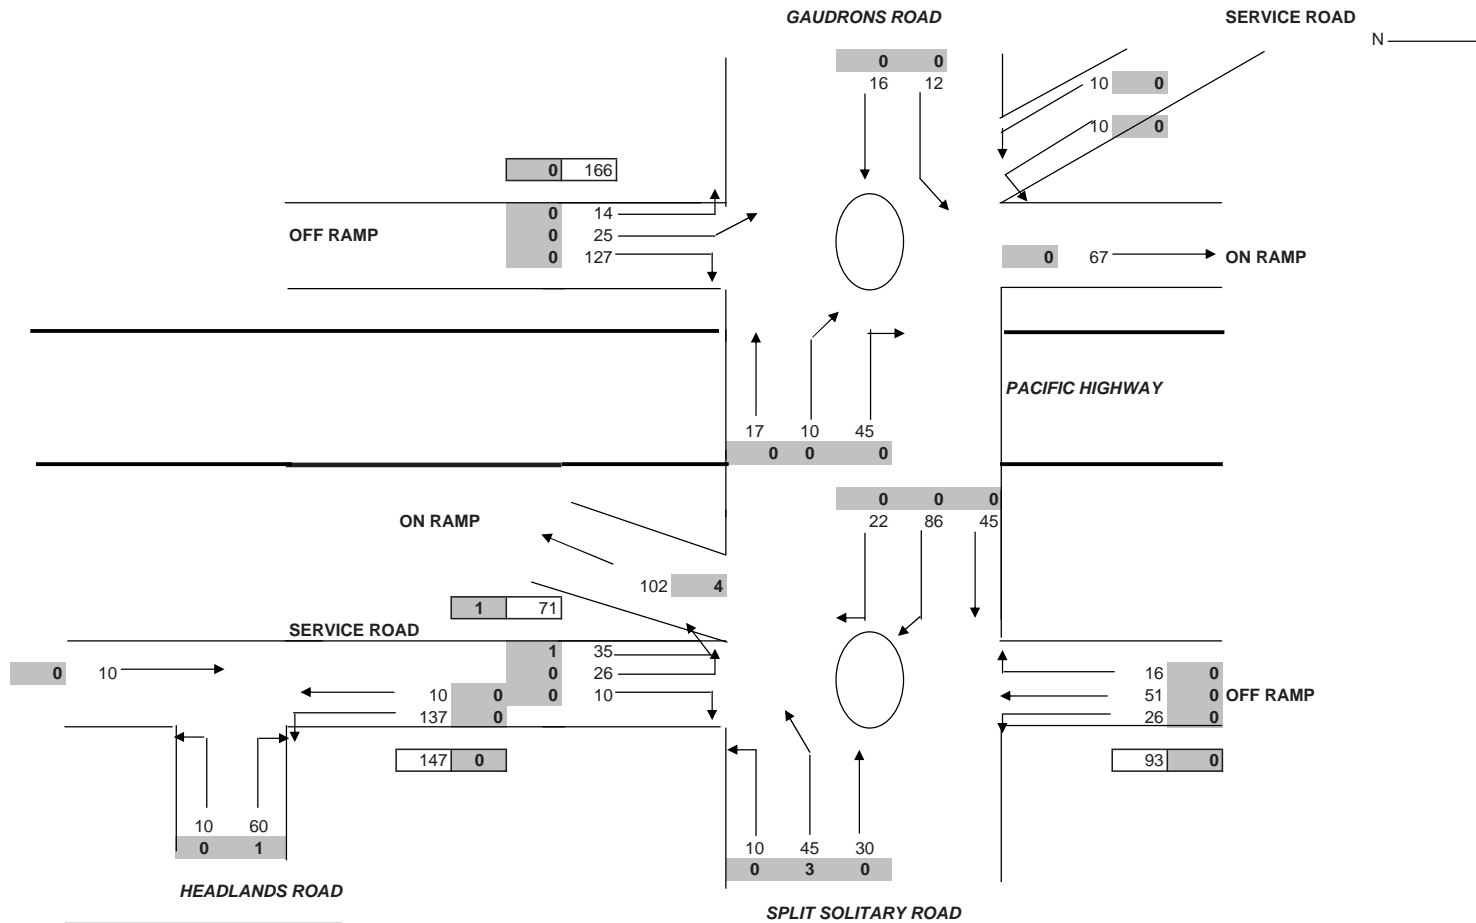 GAUDRONS ROAD SERVICE ROAD
N
0 0
16 12
10 0
10 0
0 166
0 14
OFF RAMP 0 25
0 127
0 67 ON RAMP
PACIFIC HIGHWAY
17 10 45
0 0 0
0 0 0
ON RAMP 22 86 45
102 4
1 71
SERVICE ROAD
1 35
0 10 0 26 16 0
10 0 0 10 51 0 OFF RAMP
137 0 26 0
147 0 93 0
10 60
0 1
10 45 30
0 3 0
HEADLANDS ROAD
SPLIT SOLITARY ROAD